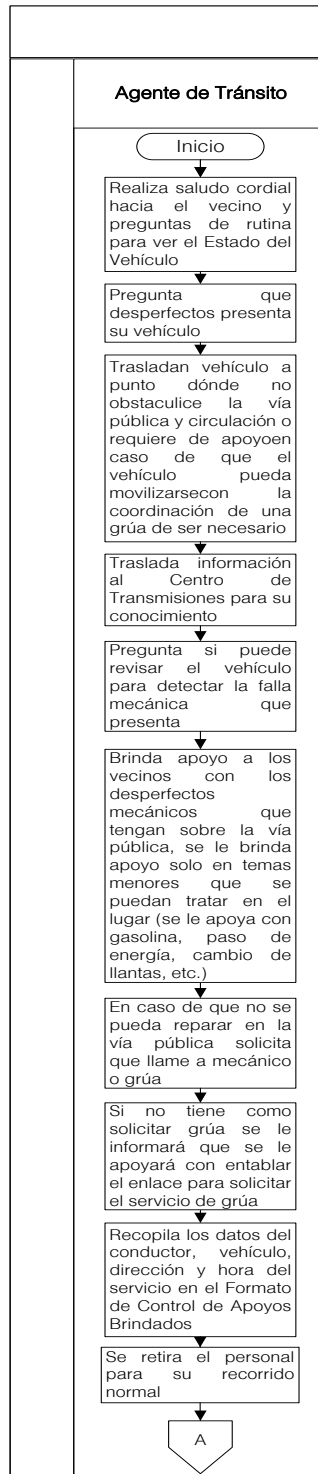 Agente de Tránsito
Inicio
Realiza saludo cordial
hacia el vecino y
preguntas de rutina
para ver el Estado del
Vehículo
Pregunta que
desperfectos presenta
su vehículo
Trasladan vehículo a
punto dónde no
obstaculice la vía
pública y circulación o
requiere de apoyoen
caso de que el
vehículo pueda
movilizarsecon la
coordinación de una
grúa de ser necesario
Traslada información
al Centro de
Transmisiones para su
conocimiento
Pregunta si puede
revisar el vehículo
para detectar la falla
mecánica que
presenta
Brinda apoyo a los
vecinos con los
desperfectos
mecánicos que
tengan sobre la vía
pública, se le brinda
apoyo solo en temas
menores que se
puedan tratar en el
lugar (se le apoya con
gasolina, paso de
energía, cambio de
llantas, etc.)
En caso de que no se
pueda reparar en la
vía pública solicita
que llame a mecánico
o grúa
Si no tiene como
solicitar grúa se le
informará que se le
apoyará con entablar
el enlace para solicitar
el servicio de grúa
Recopila los datos del
conductor, vehículo,
dirección y hora del
servicio en el Formato
de Control de Apoyos
Brindados
Se retira el personal
para su recorrido
normal
A